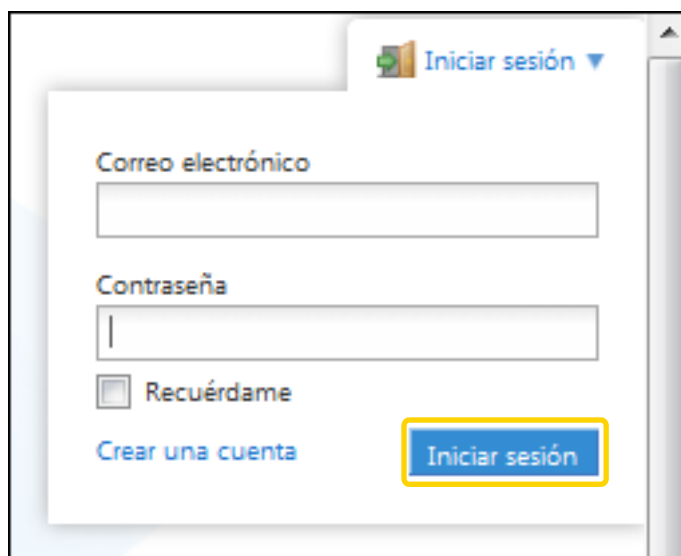 Iniciar sesión
Correo electrónico
Contraseña
Recuérdame
Crear una cuenta
Iniciar sesión